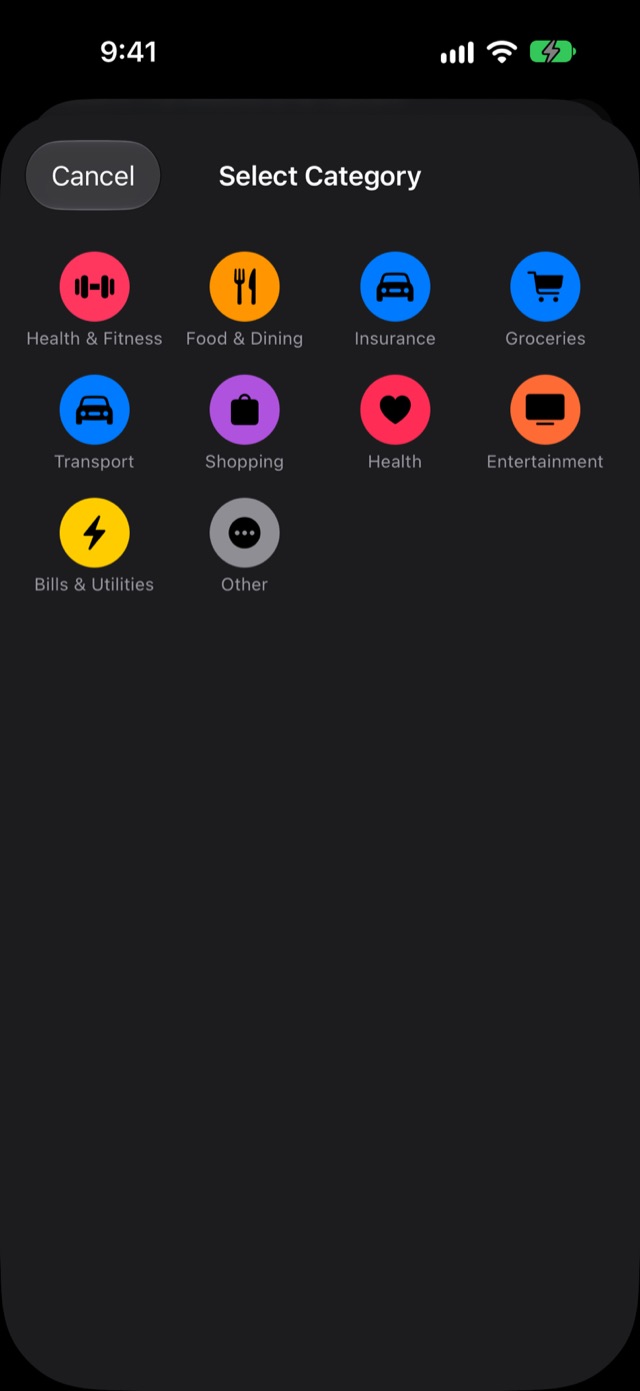 9:41
Cancel
Select Category
Health & Fitness
Food & Dining
Insurance
Groceries
Transport
Shopping
Health
Entertainment
Bills & Utilities
Other